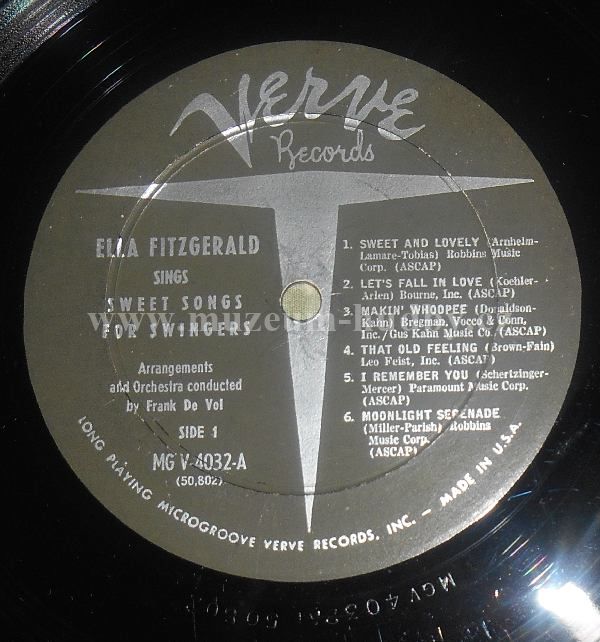 Verve
Records
ELLA FITZGERALD
SINGS
SWEET SONGS
FOR SWINGERS
Arrangements
and Orchestra conducted
by Frank De Vol
SIDE 1
MG V-4032-A
(50,802)
1. SWEET AND LOVELY (Arnheim-
Lamare-Tobias) Robbins Music
Corp. (ASCAP)
2. LET'S FALL IN LOVE (Koehler-
Arlen) Bourne, Inc. (ASCAP)
3. MAKIN' WHOOPEE (Donaldson-
Kahn) Bregman, Vocco & Conn,
Inc./Gus Kahn Music Co. (ASCAP)
4. THAT OLD FEELING (Brown-Fain)
Leo Feist, Inc. (ASCAP)
5. I REMEMBER YOU (Schertzinger-
Mercer) Paramount Music Corp.
(ASCAP)
6. MOONLIGHT SERENADE
(Miller-Parish) Robbins
Music Corp.
(ASCAP)
LONG PLAYING MICROGROOVE VERVE RECORDS, INC. – MADE IN U.S.A.